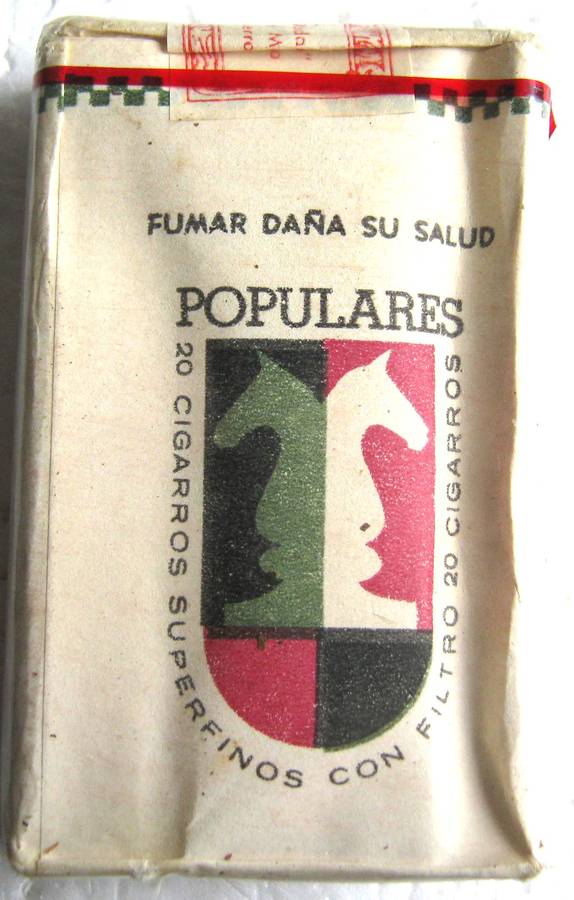 FUMAR DAÑA SU SALUD
POPULARES
20 CIGARROS SUPERFINOS CON FILTRO 20 CIGARROS